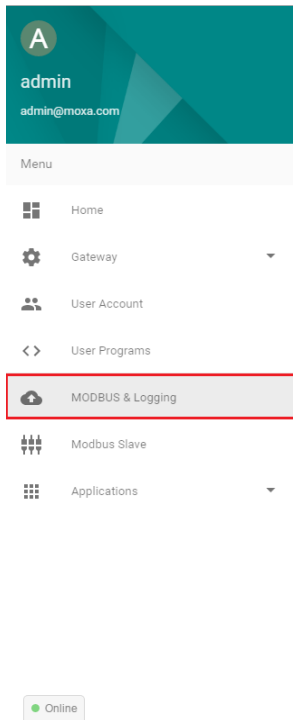 A
admin
admin@moxa.com
Menu
Home
Gateway
User Account
User Programs
MODBUS & Logging
Modbus Slave
Applications
Online